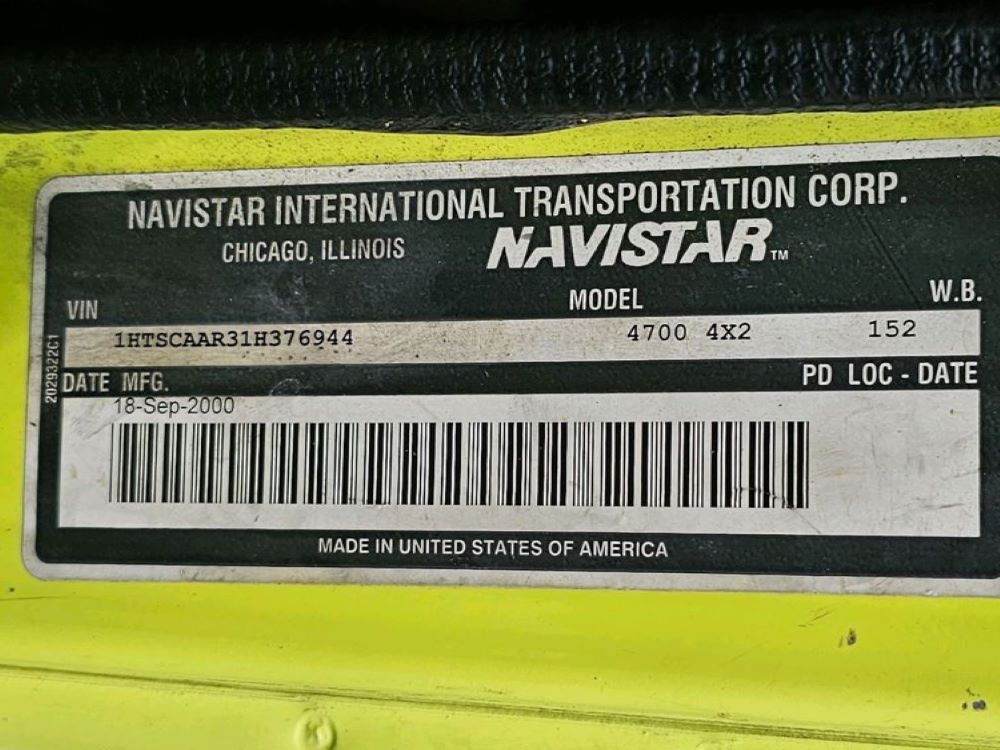 NAVISTAR INTERNATIONAL TRANSPORTATION CORP.
CHICAGO, ILLINOIS NAVISTAR™
VIN MODEL W.B.
1HTSCAAR31H376944 4700 4X2 152
2029322C1
DATE MFG. PD LOC - DATE
18-Sep-2000
MADE IN UNITED STATES OF AMERICA